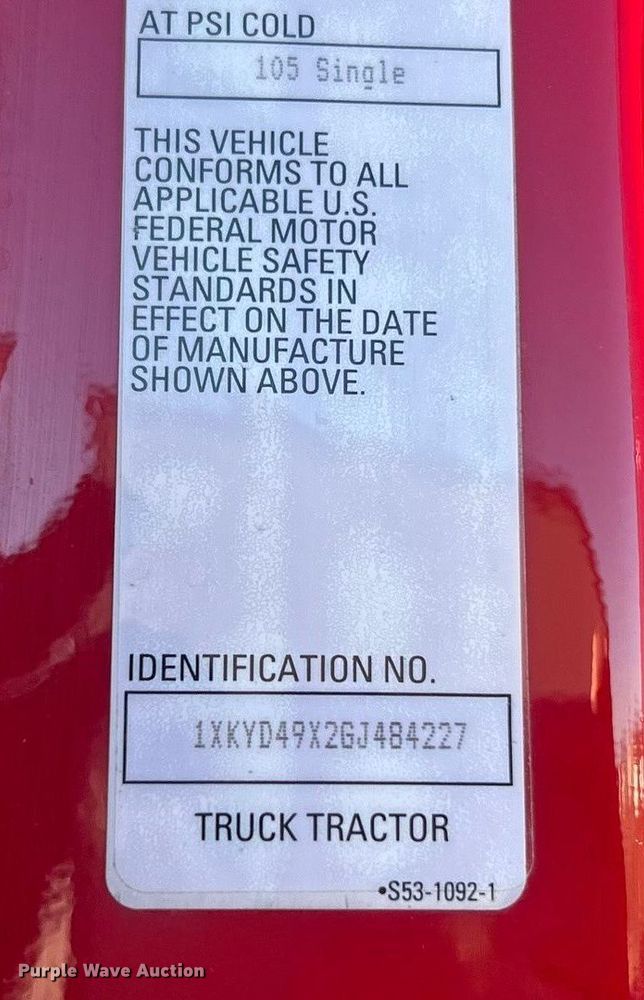 AT PSI COLD
105 Single
THIS VEHICLE
CONFORMS TO ALL
APPLICABLE U.S.
FEDERAL MOTOR
VEHICLE SAFETY
STANDARDS IN
EFFECT ON THE DATE
OF MANUFACTURE
SHOWN ABOVE.
IDENTIFICATION NO.
1XKYD49X2GJ484227
TRUCK TRACTOR
•S53-1092-1
Purple Wave Auction